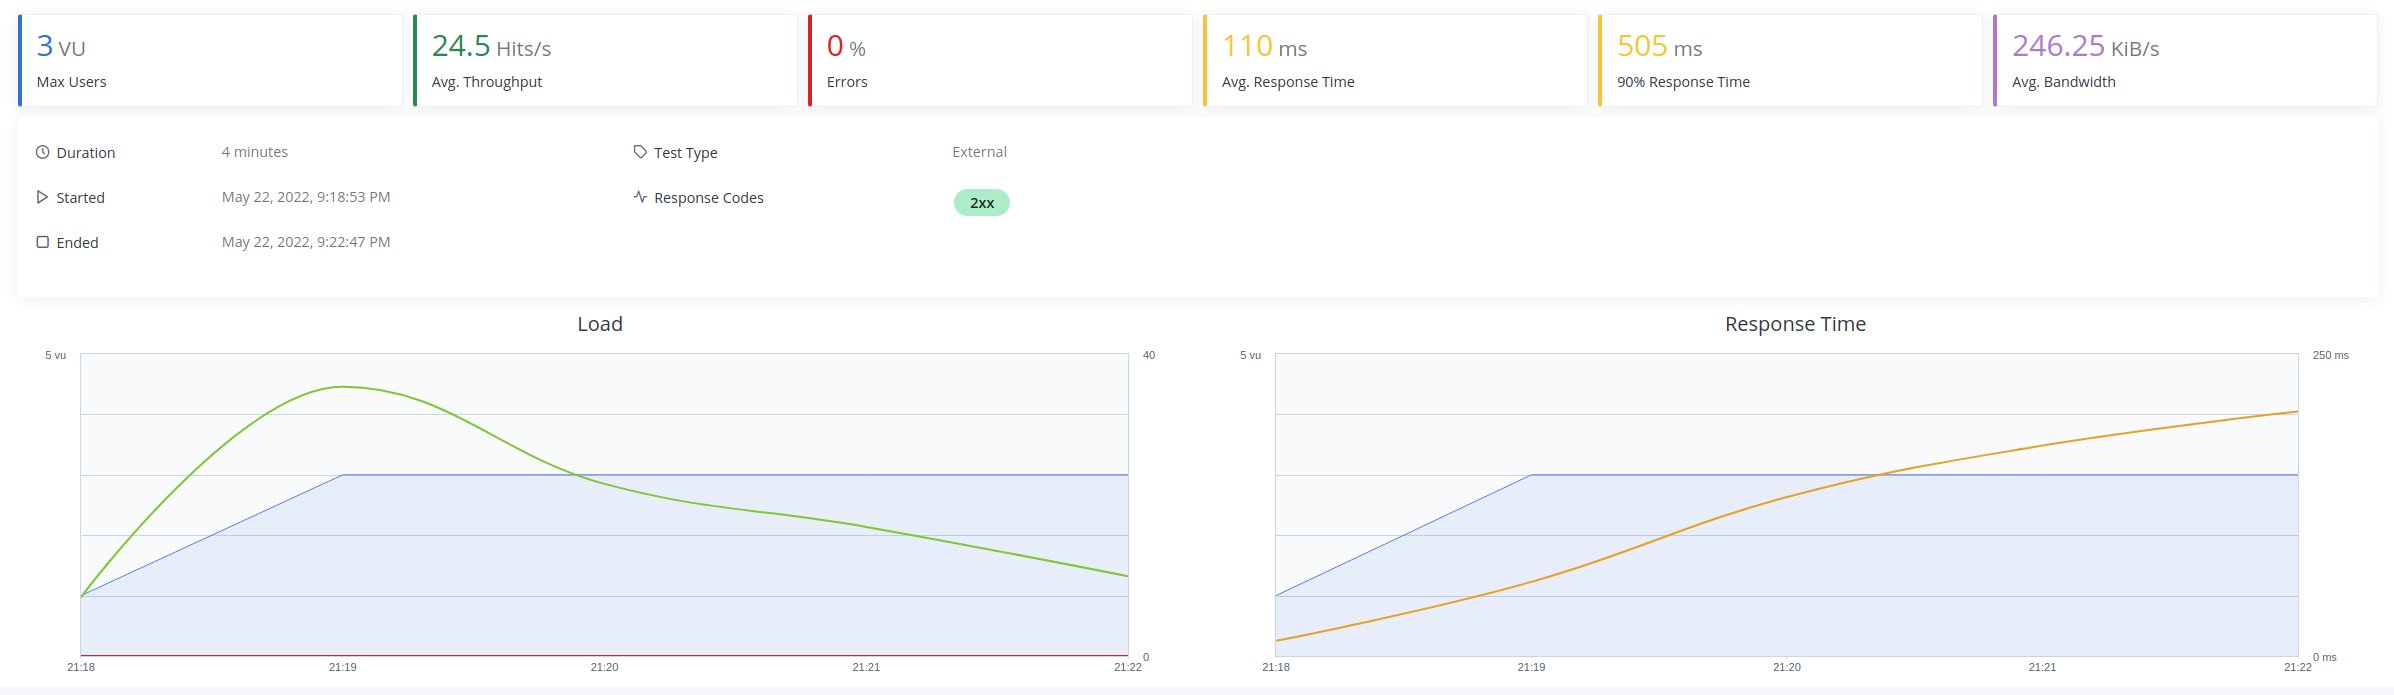 3 VU
Max Users
24.5 Hits/s
Avg. Throughput
0 %
Errors
110 ms
Avg. Response Time
505 ms
90% Response Time
246.25 KiB/s
Avg. Bandwidth
Duration 4 minutes
Test Type External
Started May 22, 2022, 9:18:53 PM
Response Codes 2xx
Ended May 22, 2022, 9:22:47 PM
Load
5 vu
40
0
21:18 21:19 21:20 21:21 21:22
Response Time
5 vu
250 ms
0 ms
21:18 21:19 21:20 21:21 21:22